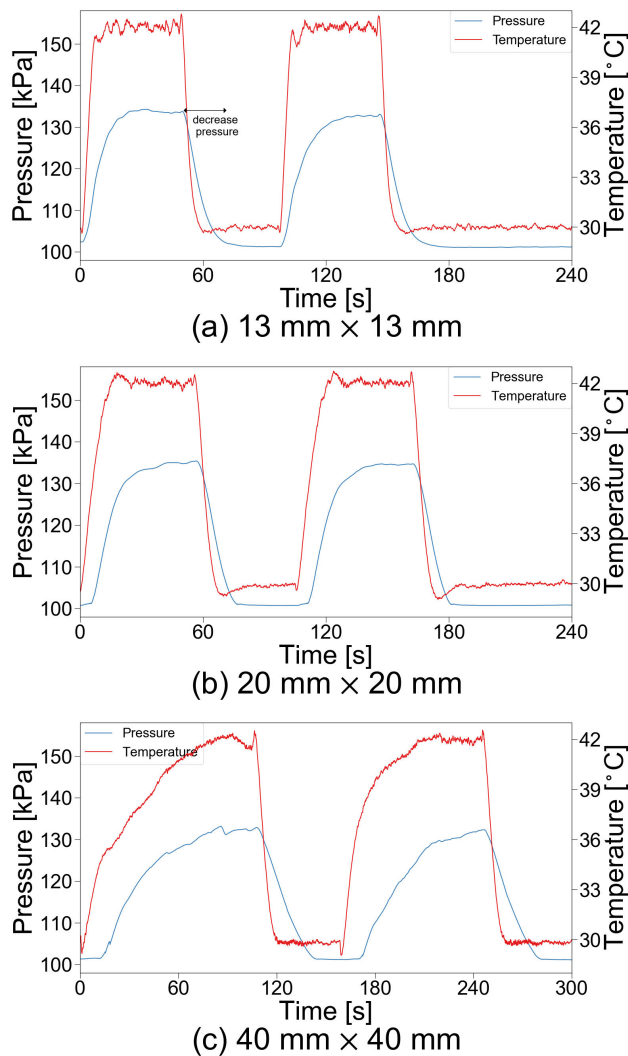 Pressure [kPa]
150
140
130
120
110
100
Pressure
Temperature
decrease
pressure
42
39
36
33
30
Temperature [°C]
0 60 120 180 240
Time [s]
(a) 13 mm × 13 mm
Pressure [kPa]
150
140
130
120
110
100
Pressure
Temperature
42
39
36
33
30
Temperature [°C]
0 60 120 180 240
Time [s]
(b) 20 mm × 20 mm
Pressure [kPa]
150
140
130
120
110
100
Pressure
Temperature
42
39
36
33
30
Temperature [°C]
0 60 120 180 240 300
Time [s]
(c) 40 mm × 40 mm